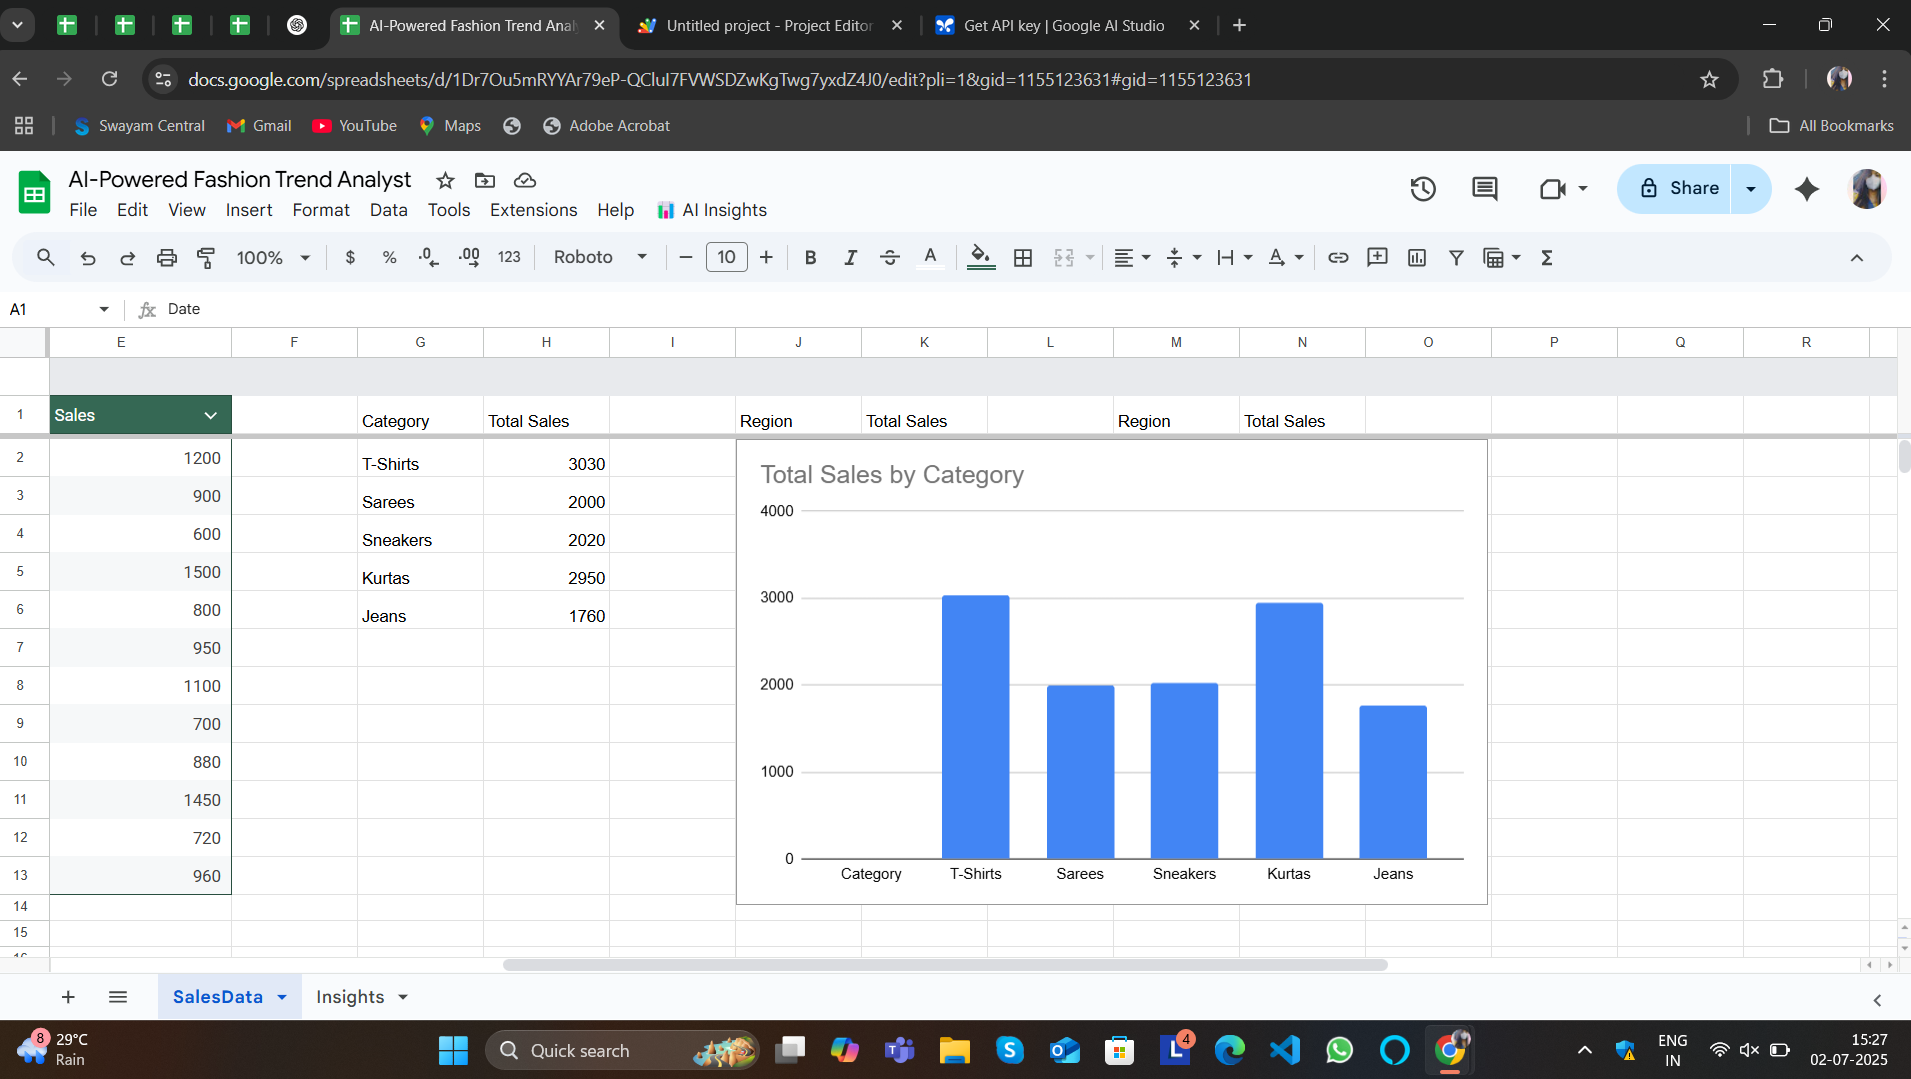 AI-Powered Fashion Trend Anal
Untitled project - Project Editor
Get API key | Google AI Studio
docs.google.com/spreadsheets/d/1Dr7Ou5mRYYAr79eP-QCluI7FVWSDZwKgTwg7yxdZ4J0/edit?pli=1&gid=1155123631#gid=1155123631
Swayam Central
Gmail
YouTube
Maps
Adobe Acrobat
All Bookmarks
AI-Powered Fashion Trend Analyst
File Edit View Insert Format Data Tools Extensions Help AI Insights
Share
100% $ % .0 .00 123 Roboto 10 B I S A A Σ
A1 fx Date
E F G H I J K L M N O P Q R
1 Sales Category Total Sales Region Total Sales Region Total Sales
2 1200 T-Shirts 3030
3 900 Sarees 2000
4 600 Sneakers 2020
5 1500 Kurtas 2950
6 800 Jeans 1760
7 950
8 1100
9 700
10 880
11 1450
12 720
13 960
14
15
16
Total Sales by Category
4000
3000
2000
1000
0
Category T-Shirts Sarees Sneakers Kurtas Jeans
SalesData
Insights
8
29°C
Rain
Quick search
4
ENG
IN
15:27
02-07-2025